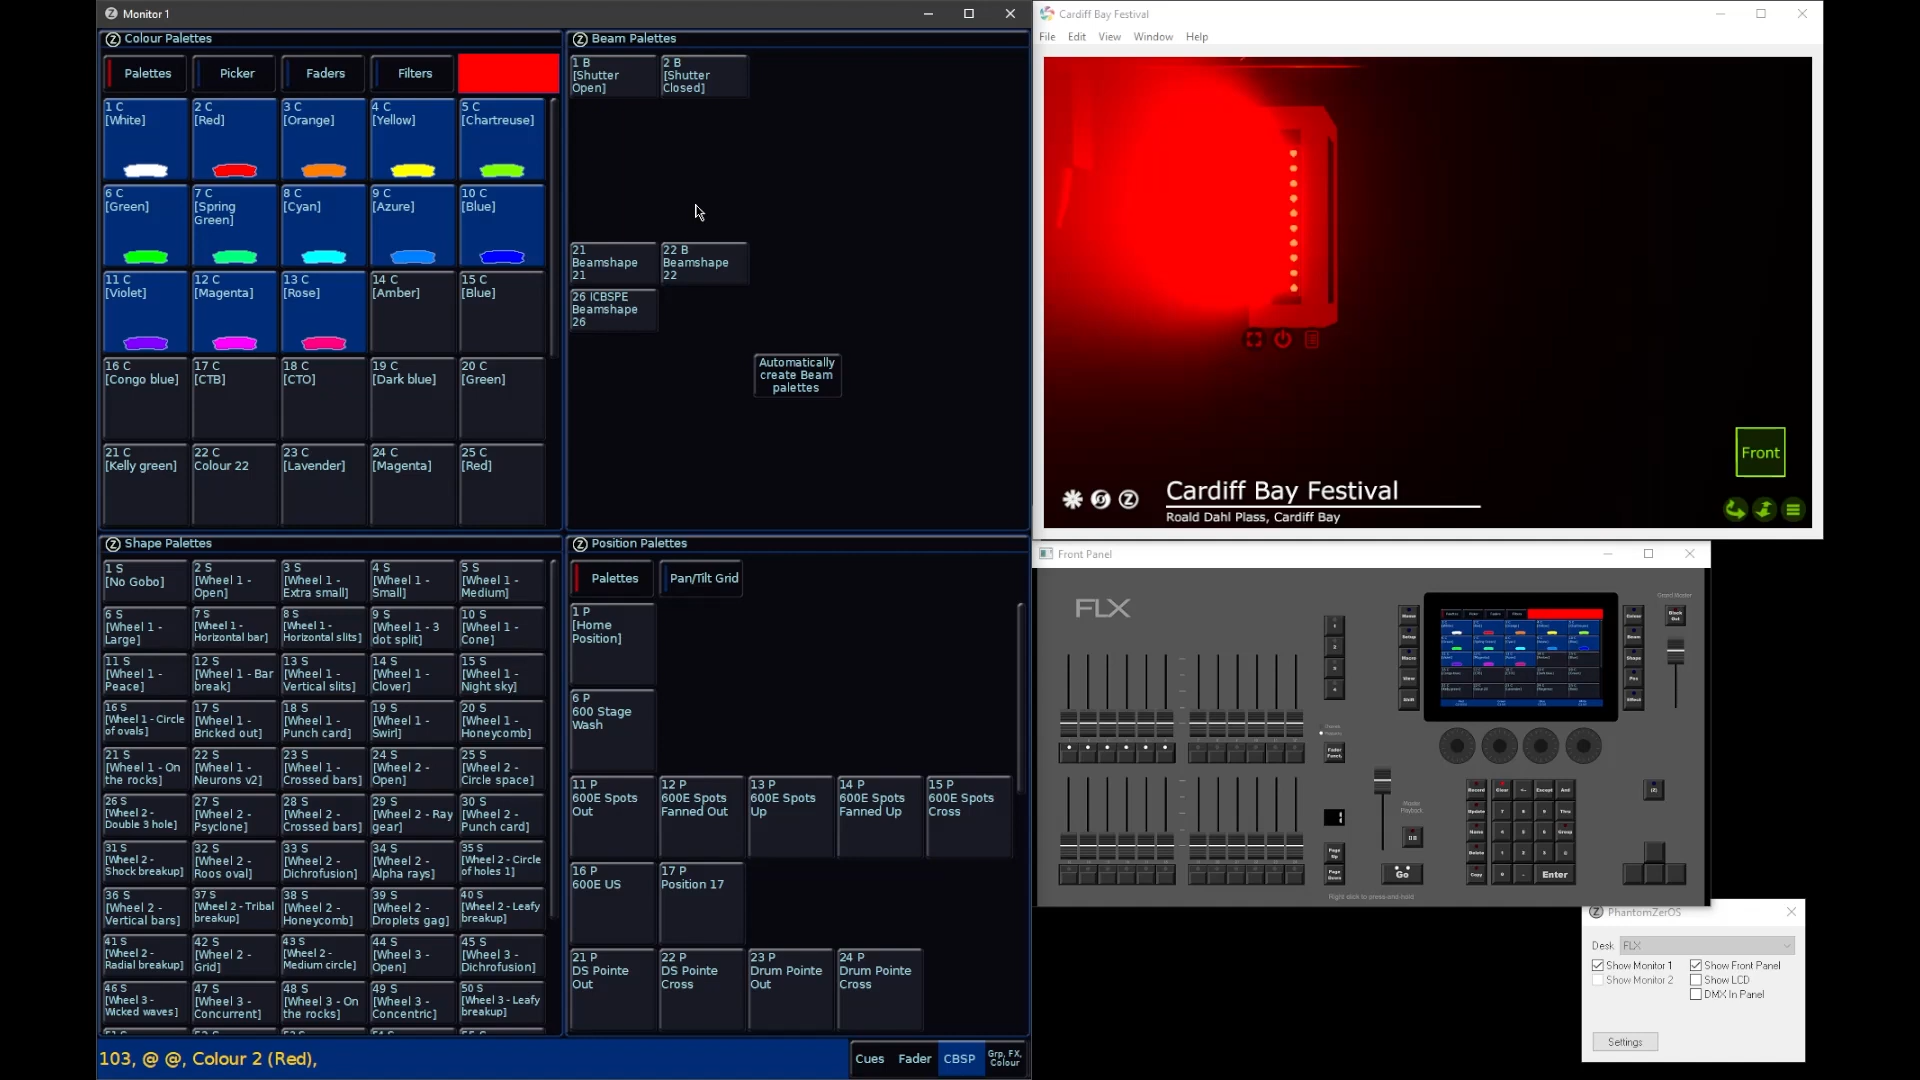 Monitor 1
Colour Palettes
Palettes
Picker
Faders
Filters
1 C
[White]
2 C
[Red]
3 C
[Orange]
4 C
[Yellow]
5 C
[Chartreuse]
6 C
[Green]
7 C
[Spring
Green]
8 C
[Cyan]
9 C
[Azure]
10 C
[Blue]
11 C
[Violet]
12 C
[Magenta]
13 C
[Rose]
14 C
[Amber]
15 C
[Blue]
16 C
[Congo blue]
17 C
[CTB]
18 C
[CTO]
19 C
[Dark blue]
20 C
[Green]
21 C
[Kelly green]
22 C
Colour 22
23 C
[Lavender]
24 C
[Magenta]
25 C
[Red]
Beam Palettes
1 B
[Shutter
Open]
2 B
[Shutter
Closed]
21
Beamshape
21
22 B
Beamshape
22
26 ICBSPE
Beamshape
26
Automatically
create Beam
palettes
Shape Palettes
1 S
[No Gobo]
2 S
[Wheel 1 -
Open]
3 S
[Wheel 1 -
Extra small]
4 S
[Wheel 1 -
Small]
5 S
[Wheel 1 -
Medium]
6 S
[Wheel 1 -
Large]
7 S
[Wheel 1 -
Horizontal bar]
8 S
[Wheel 1 -
Horizontal slits]
9 S
[Wheel 1 - 3
dot split]
10 S
[Wheel 1 -
Cone]
11 S
[Wheel 1 -
Peace]
12 S
[Wheel 1 - Bar
break]
13 S
[Wheel 1 -
Vertical slits]
14 S
[Wheel 1 -
Clover]
15 S
[Wheel 1 -
Night sky]
16 S
[Wheel 1 - Circle
of ovals]
17 S
[Wheel 1 -
Bricked out]
18 S
[Wheel 1 -
Punch card]
19 S
[Wheel 1 -
Swirl]
20 S
[Wheel 1 -
Honeycomb]
21 S
[Wheel 1 - On
the rocks]
22 S
[Wheel 1 -
Neurons v2]
23 S
[Wheel 1 -
Crossed bars]
24 S
[Wheel 2 -
Open]
25 S
[Wheel 2 -
Circle space]
26 S
[Wheel 2 -
Double 3 hole]
27 S
[Wheel 2 -
Psyclone]
28 S
[Wheel 2 -
Crossed bars]
29 S
[Wheel 2 - Ray
gear]
30 S
[Wheel 2 -
Punch card]
31 S
[Wheel 2 -
Shock breakup]
32 S
[Wheel 2 -
Roos oval]
33 S
[Wheel 2 -
Dichrofusion]
34 S
[Wheel 2 -
Alpha rays]
35 S
[Wheel 2 - Circle
of holes 1]
36 S
[Wheel 2 -
Vertical bars]
37 S
[Wheel 2 - Tribal
breakup]
38 S
[Wheel 2 -
Honeycomb]
39 S
[Wheel 2 -
Droplets gag]
40 S
[Wheel 2 - Leafy
breakup]
41 S
[Wheel 2 -
Radial breakup]
42 S
[Wheel 2 -
Grid]
43 S
[Wheel 2 -
Medium circle]
44 S
[Wheel 3 -
Open]
45 S
[Wheel 3 -
Dichrofusion]
46 S
[Wheel 3 -
Wicked waves]
47 S
[Wheel 3 -
Concurrent]
48 S
[Wheel 3 - On
the rocks]
49 S
[Wheel 3 -
Concentric]
50 S
[Wheel 3 - Leafy
breakup]
Position Palettes
Palettes
Pan/Tilt Grid
1 P
[Home
Position]
6 P
600 Stage
Wash
11 P
600E Spots
Out
12 P
600E Spots
Fanned Out
13 P
600E Spots
Up
14 P
600E Spots
Fanned Up
15 P
600E Spots
Cross
16 P
600E US
17 P
Position 17
21 P
DS Pointe
Out
22 P
DS Pointe
Cross
23 P
Drum Pointe
Out
24 P
Drum Pointe
Cross
103, @ @, Colour 2 (Red),
Cues
Fader
CBSP
Grp, FX,
Colour
Cardiff Bay Festival
File
Edit
View
Window
Help
Front
Cardiff Bay Festival
Roald Dahl Plass, Cardiff Bay
Front Panel
FLX
Go
Enter
PhantomZerOS
Desk
FLX
Show Monitor 1
Show Front Panel
Show Monitor 2
Show LCD
DMX In Panel
Settings